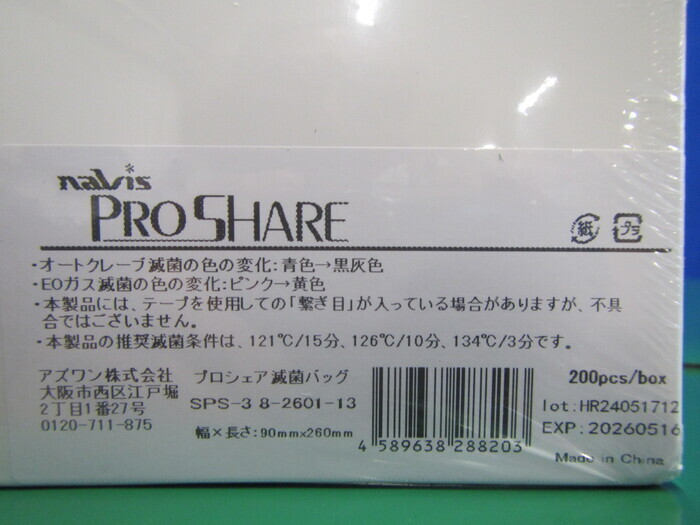 navis
PRO SHARE
紙 プラ
・オートクレーブ滅菌の色の変化:青色→黒灰色
・EOガス滅菌の色の変化:ピンク→黄色
・本製品には、テープを使用しての「繋ぎ目」が入っている場合がありますが、不具
合ではございません。
・本製品の推奨滅菌条件は、121℃/15分、126℃/10分、134℃/3分です。
アズワン株式会社
大阪市西区江戸堀
2丁目1番27号
0120-711-875
プロシェア滅菌バッグ
SPS-3 8-2601-13
幅×長さ:90mm×260mm
4 589638 288203
200pcs/box
lot:HR24051712
EXP: 20260516
Made in China